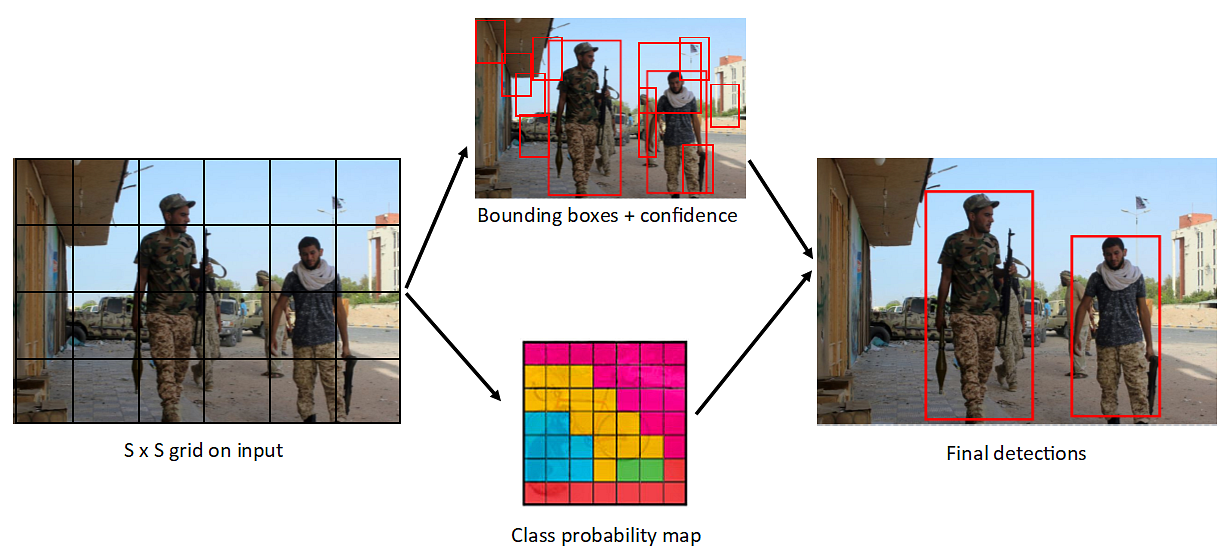 Bounding boxes + confidence
S x S grid on input
Final detections
Class probability map